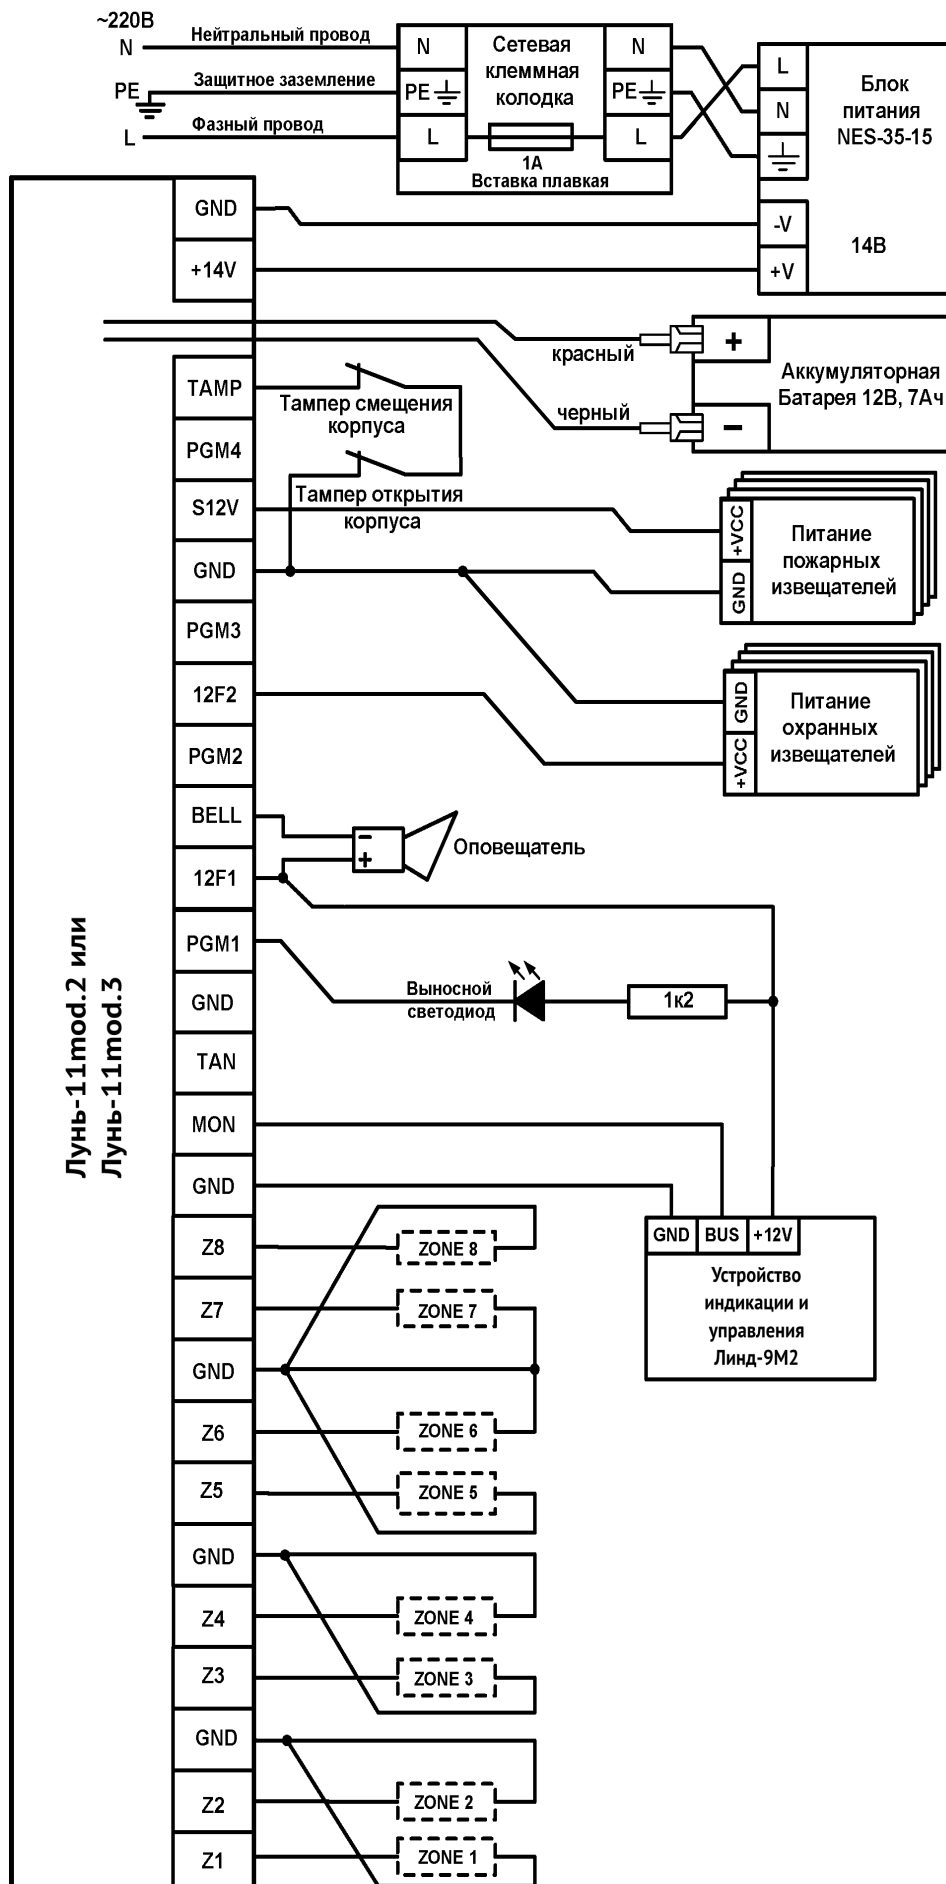 ~220В
N
Нейтральный провод
N
Сетевая
клеммная
колодка
N
PE
Защитное заземление
PE
PE
L
Фазный провод
L
L
1А
Вставка плавкая
L
N
Блок
питания
NES-35-15
-V
+V
14В
GND
+14V
красный
+
черный
−
Аккумуляторная
Батарея 12В, 7Ач
TAMP
Тампер смещения
корпуса
PGM4
S12V
Тампер открытия
корпуса
+VCC
GND
Питание
пожарных
извещателей
GND
PGM3
12F2
GND
+VCC
Питание
охранных
извещателей
PGM2
BELL
−
+
Оповещатель
12F1
PGM1
Выносной
светодиод
1к2
GND
TAN
MON
GND
Лунь-11mod.2 или
Лунь-11mod.3
GND BUS +12V
Устройство
индикации и
управления
Линд-9М2
Z8
ZONE 8
Z7
ZONE 7
GND
Z6
ZONE 6
Z5
ZONE 5
GND
Z4
ZONE 4
Z3
ZONE 3
GND
Z2
ZONE 2
Z1
ZONE 1